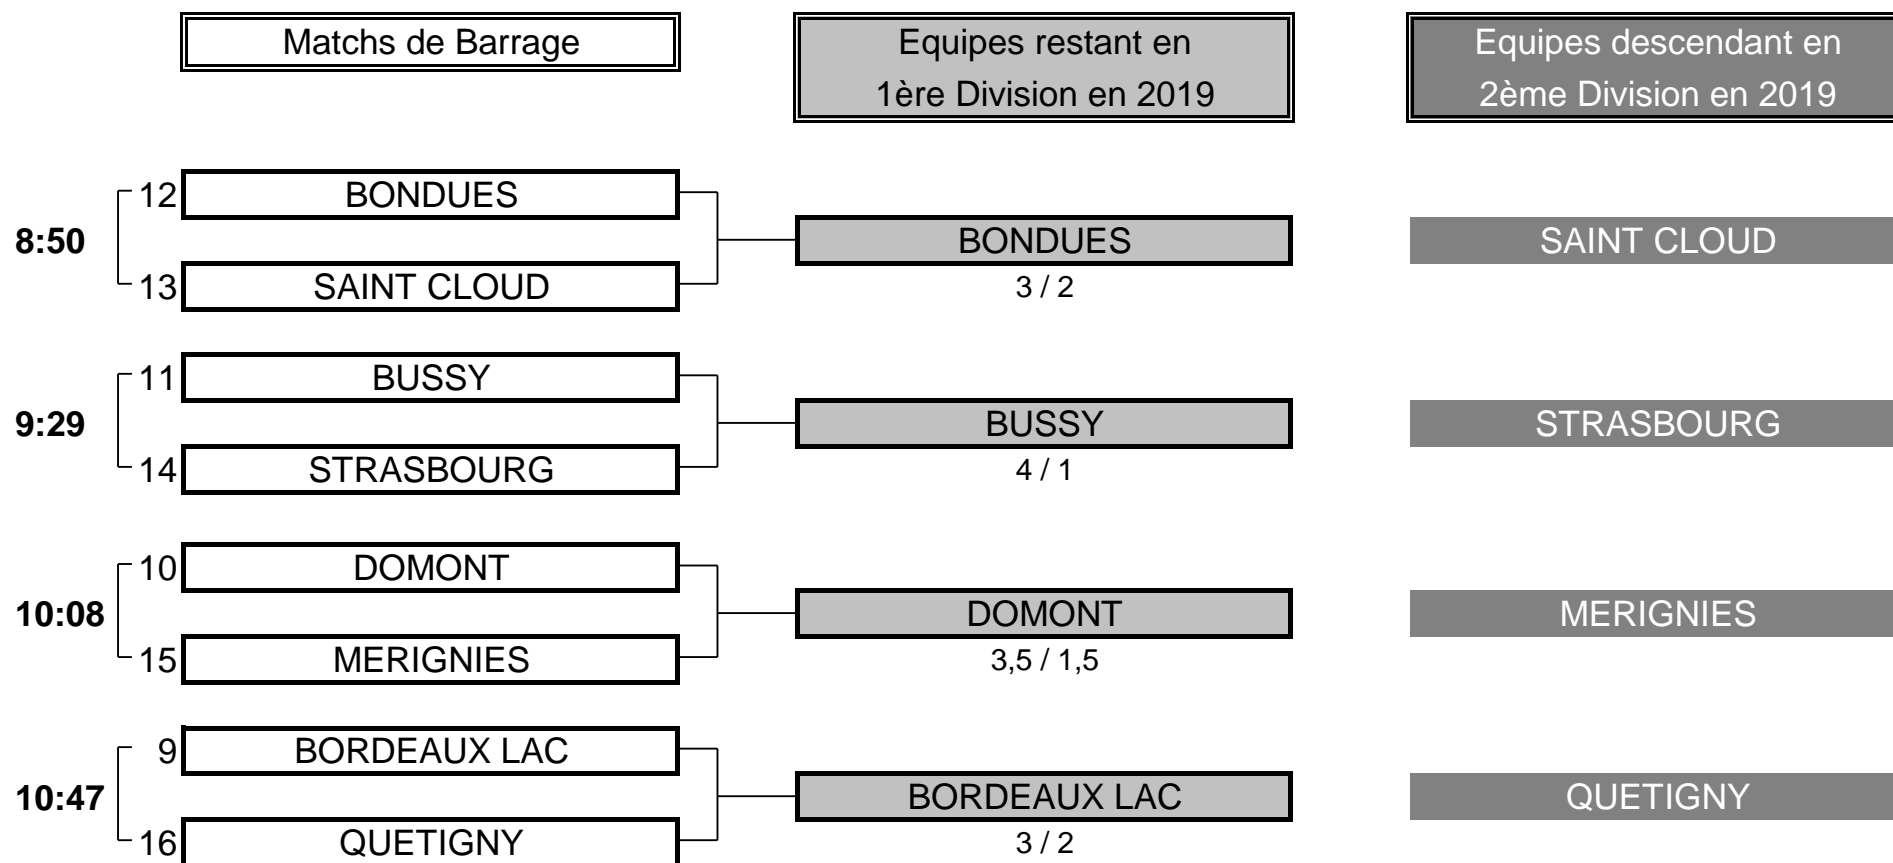 Matchs de Barrage
Equipes restant en
1ère Division en 2019
Equipes descendant en
2ème Division en 2019
12 BONDUES
8:50 BONDUES SAINT CLOUD
13 SAINT CLOUD 3 / 2
11 BUSSY
9:29 BUSSY STRASBOURG
14 STRASBOURG 4 / 1
10 DOMONT
10:08 DOMONT MERIGNIES
15 MERIGNIES 3,5 / 1,5
9 BORDEAUX LAC
10:47 BORDEAUX LAC QUETIGNY
16 QUETIGNY 3 / 2